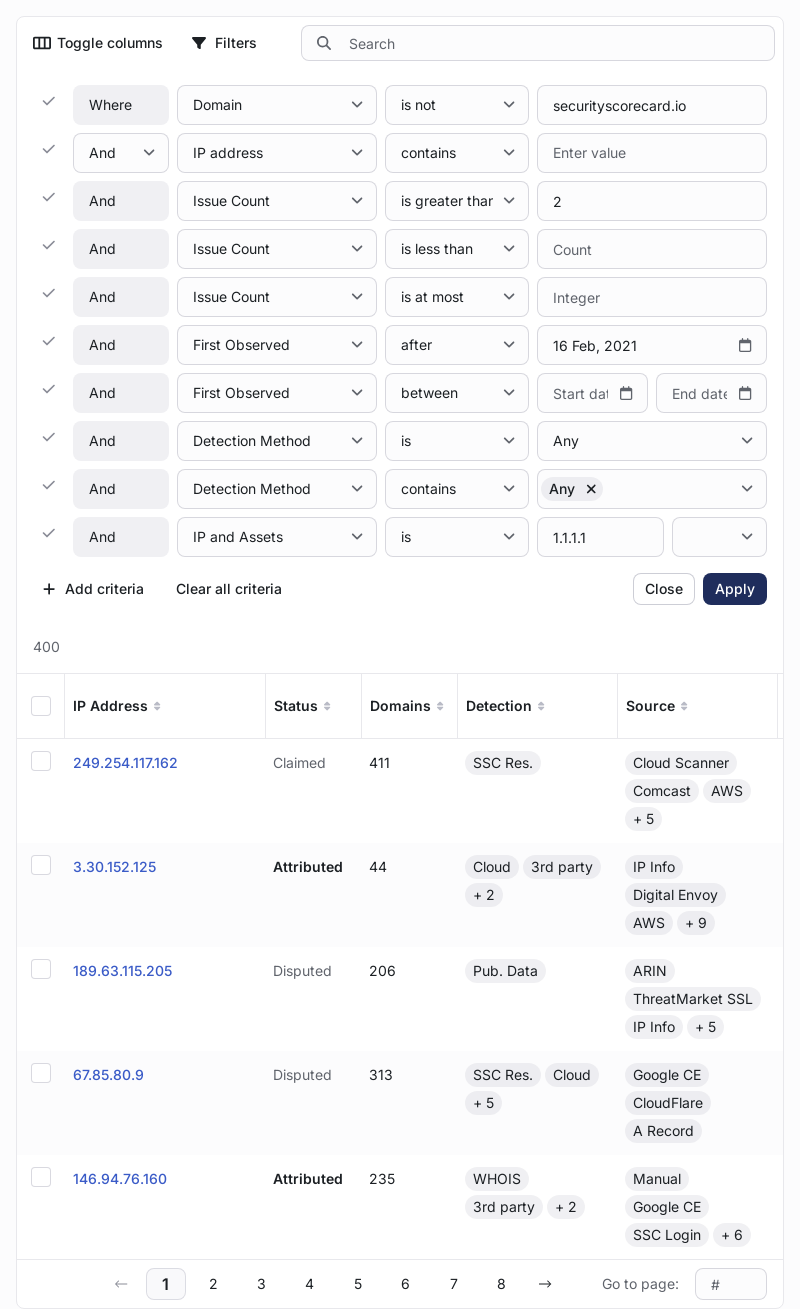 Toggle columns Filters Search
Where Domain is not securityscorecard.io
And IP address contains Enter value
And Issue Count is greater than 2
And Issue Count is less than Count
And Issue Count is at most Integer
And First Observed after 16 Feb, 2021
And First Observed between Start dat End date
And Detection Method is Any
And Detection Method contains Any
And IP and Assets is 1.1.1.1
Add criteria Clear all criteria Close Apply
400
IP Address Status Domains Detection Source
249.254.117.162 Claimed 411 SSC Res. Cloud Scanner
Comcast AWS
+ 5
3.30.152.125 Attributed 44 Cloud 3rd party IP Info
+ 2 Digital Envoy
AWS + 9
189.63.115.205 Disputed 206 Pub. Data ARIN
ThreatMarket SSL
IP Info + 5
67.85.80.9 Disputed 313 SSC Res. Cloud Google CE
+ 5 CloudFlare
A Record
146.94.76.160 Attributed 235 WHOIS Manual
3rd party + 2 Google CE
SSC Login + 6
← 1 2 3 4 5 6 7 8 → Go to page: #